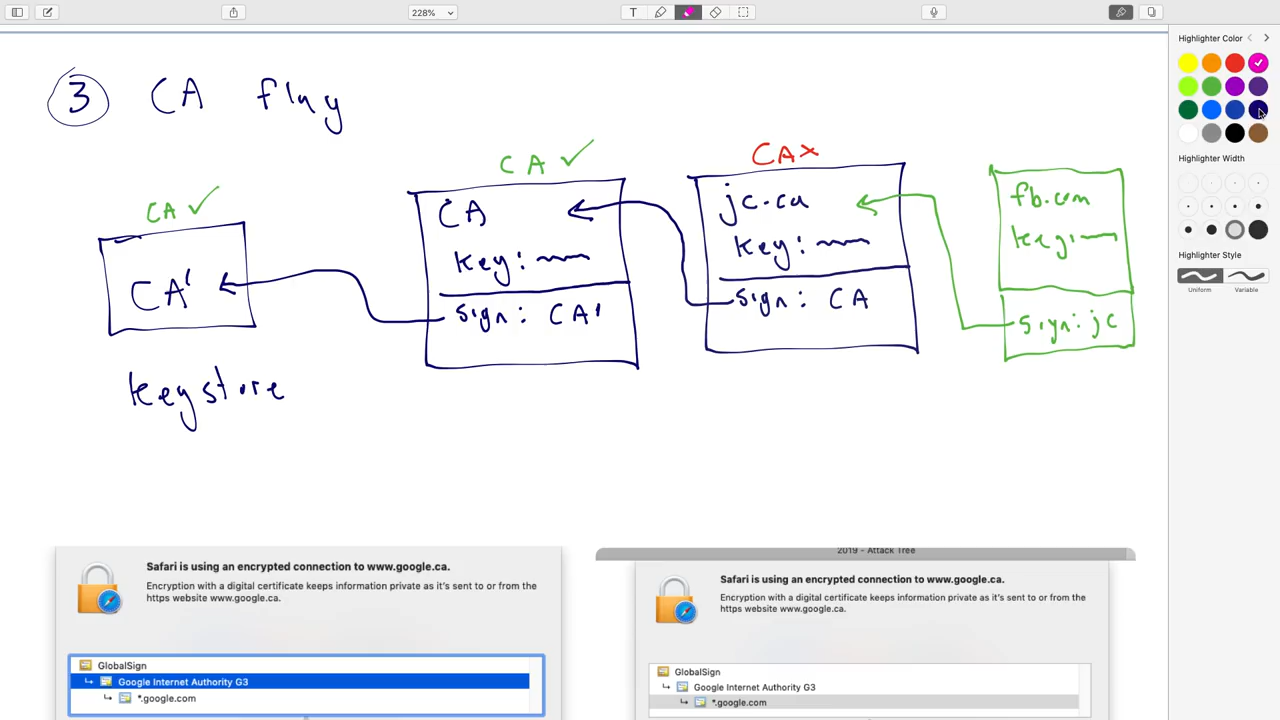 228%
T
Highlighter Color
3 CA flag
CA ✓
CA ✓
CA x
CA'
keystore
CA
key:
sign: CA'
jc.ca
key:
sign: CA
fb.com
key:
sign: jc
Highlighter Width
Highlighter Style
Uniform
Variable
Safari is using an encrypted connection to www.google.ca.
Encryption with a digital certificate keeps information private as it's sent to or from the
https website www.google.ca.
GlobalSign
Google Internet Authority G3
*.google.com
2019 - Attack Tree
Safari is using an encrypted connection to www.google.ca.
Encryption with a digital certificate keeps information private as it's sent to or from the
https website www.google.ca.
GlobalSign
Google Internet Authority G3
*.google.com